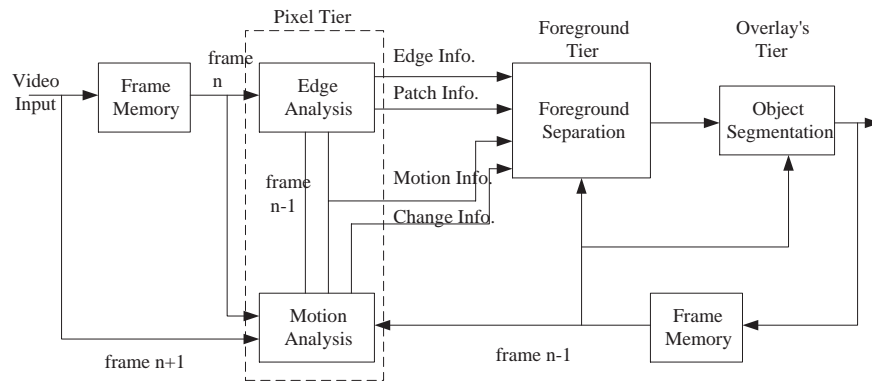 Pixel Tier
Foreground
Tier
Overlay's
Tier
Video
Input
Frame
Memory
frame
n
Edge
Analysis
Edge Info.
Patch Info.
Foreground
Separation
Object
Segmentation
frame
n-1
Motion Info.
Change Info.
Motion
Analysis
Frame
Memory
frame n+1
frame n-1